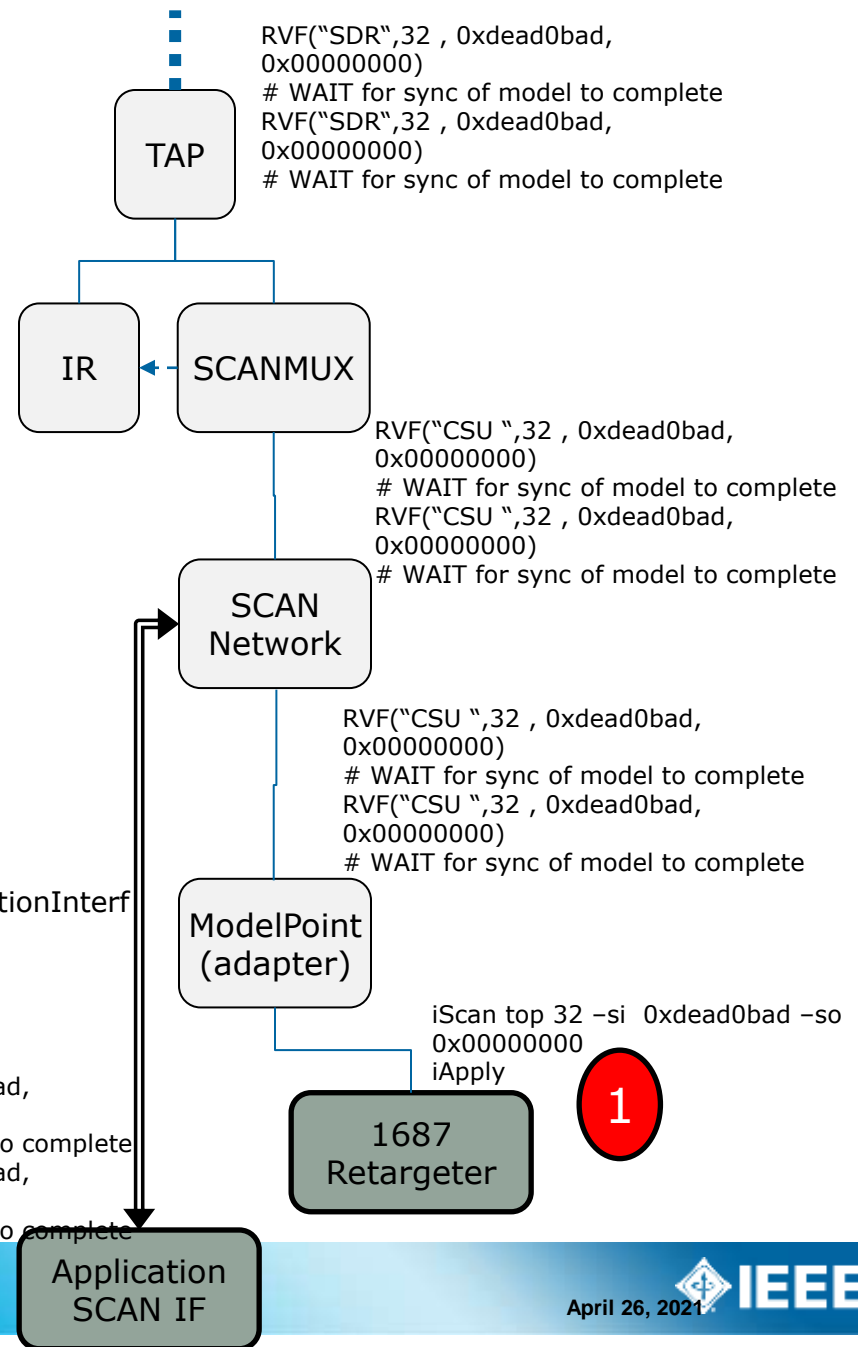 RVF(“SDR“,32 , 0xdead0bad,
0x00000000)
# WAIT for sync of model to complete
RVF(“SDR“,32 , 0xdead0bad,
0x00000000)
# WAIT for sync of model to complete
TAP
IR
SCANMUX
RVF(“CSU “,32 , 0xdead0bad,
0x00000000)
# WAIT for sync of model to complete
RVF(“CSU “,32 , 0xdead0bad,
0x00000000)
# WAIT for sync of model to complete
SCAN
Network
RVF(“CSU “,32 , 0xdead0bad,
0x00000000)
# WAIT for sync of model to complete
RVF(“CSU “,32 , 0xdead0bad,
0x00000000)
# WAIT for sync of model to complete
tionInterf
ModelPoint
(adapter)
iScan top 32 –si 0xdead0bad –so
0x00000000
iApply
1
1687
Retargeter
ad,
o complete
ad,
o complete
Application
SCAN IF
April 26, 2021
IEEE